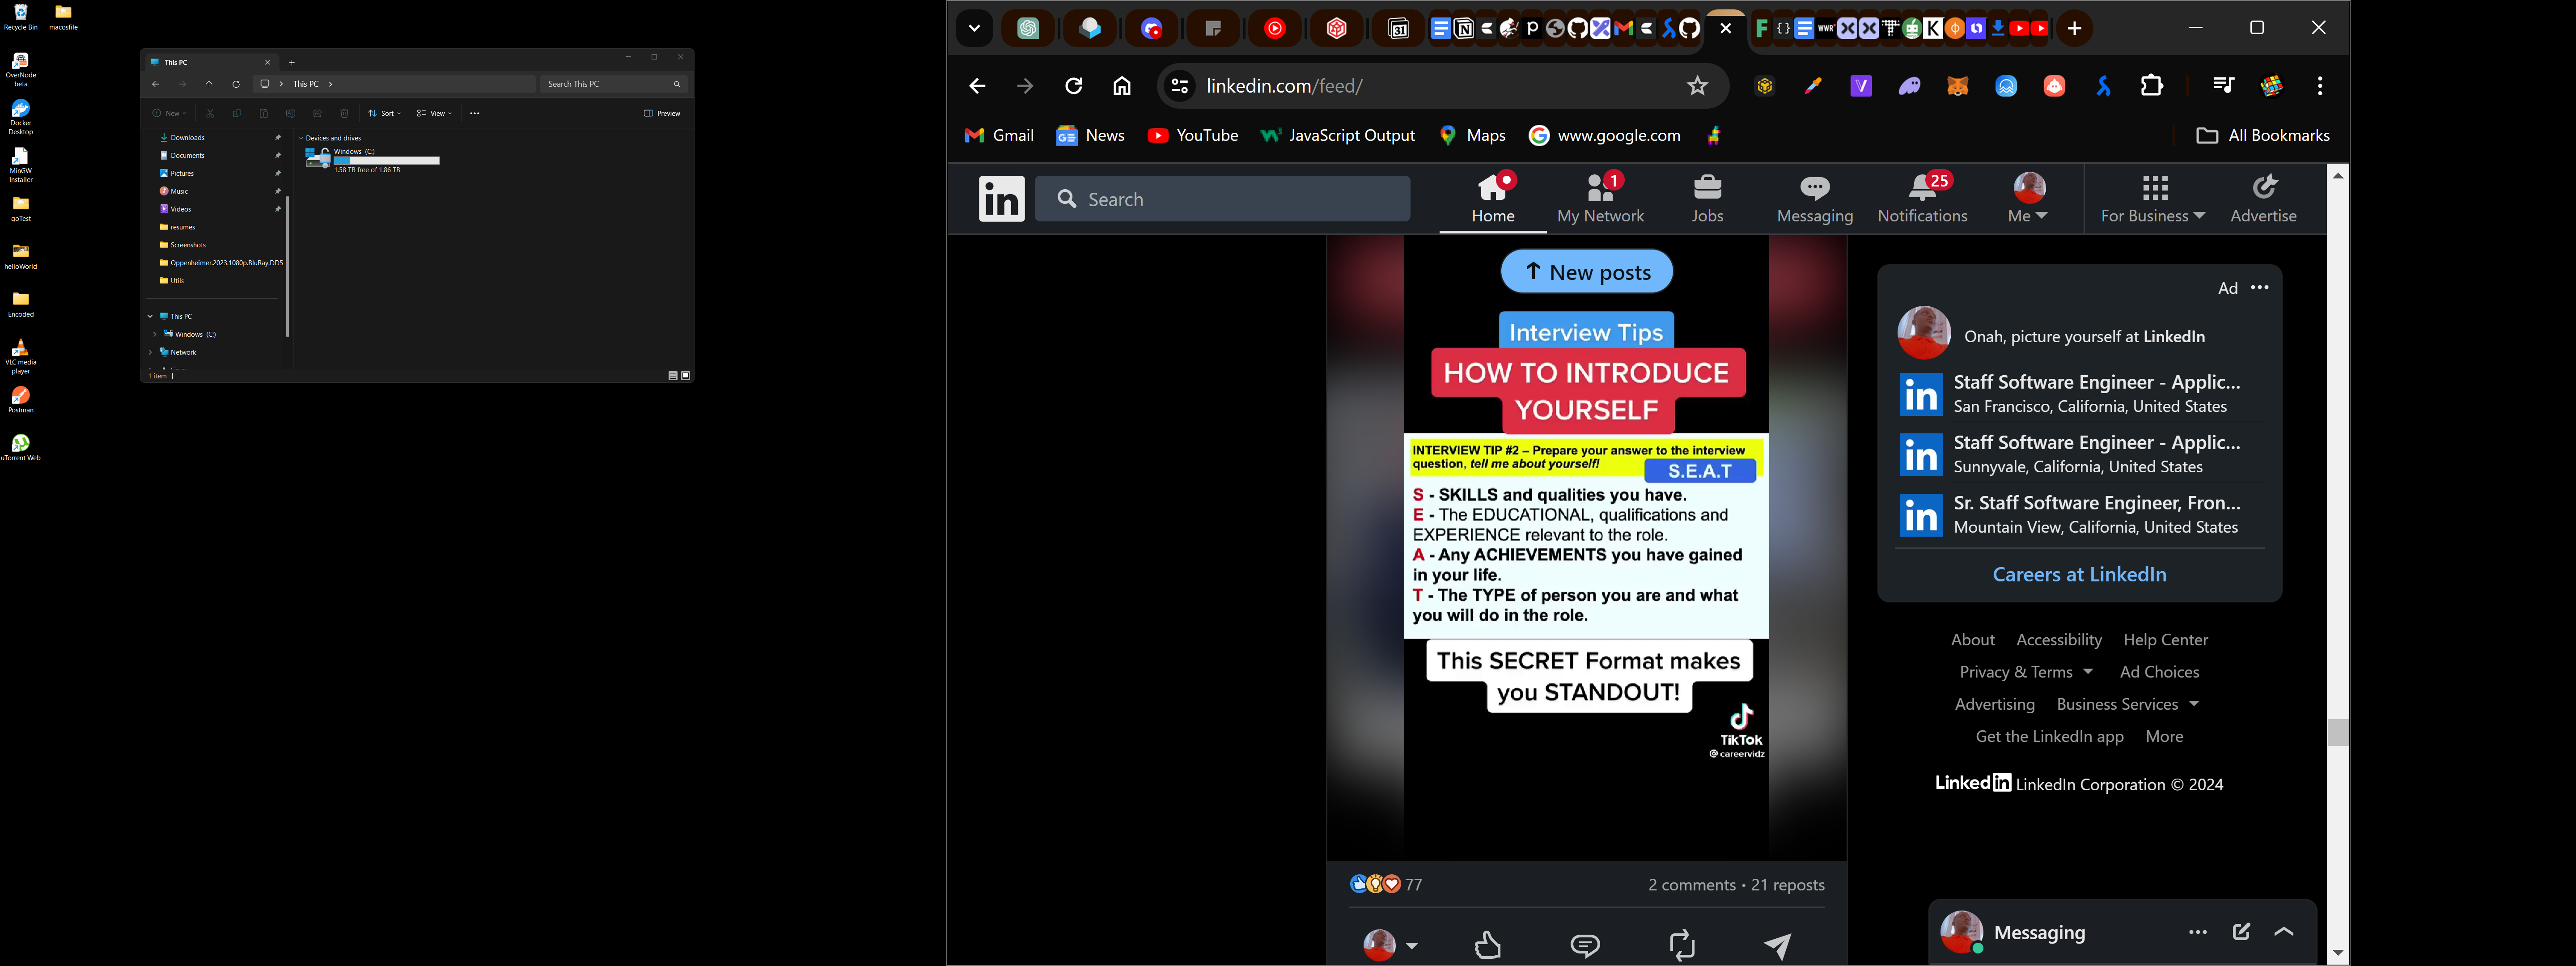 Recycle Bin
macosfile
OverNode
beta
Docker
Desktop
MinGW
Installer
goTest
helloWorld
Encoded
VLC media
player
Postman
uTorrent Web
This PC
This PC
Search This PC
New
Sort
View
Preview
Downloads
Documents
Pictures
Music
Videos
resumes
Screenshots
Oppenheimer.2023.1080p.BluRay.DD5
Utils
This PC
Windows (C:)
Network
Devices and drives
Windows (C:)
1.58 TB free of 1.86 TB
1 item
linkedin.com/feed/
Gmail
News
YouTube
JavaScript Output
Maps
www.google.com
All Bookmarks
in
Search
Home
1
My Network
Jobs
Messaging
25
Notifications
Me
For Business
Advertise
New posts
Interview Tips
HOW TO INTRODUCE
YOURSELF
INTERVIEW TIP #2 – Prepare your answer to the interview
question, tell me about yourself!
S.E.A.T
S - SKILLS and qualities you have.
E - The EDUCATIONAL, qualifications and
EXPERIENCE relevant to the role.
A - Any ACHIEVEMENTS you have gained
in your life.
T - The TYPE of person you are and what
you will do in the role.
This SECRET Format makes
you STANDOUT!
TikTok
@ careervidz
77
2 comments • 21 reposts
Ad
Onah, picture yourself at LinkedIn
in
Staff Software Engineer - Applic...
San Francisco, California, United States
in
Staff Software Engineer - Applic...
Sunnyvale, California, United States
in
Sr. Staff Software Engineer, Fron...
Mountain View, California, United States
Careers at LinkedIn
About Accessibility Help Center
Privacy & Terms Ad Choices
Advertising Business Services
Get the LinkedIn app More
LinkedIn LinkedIn Corporation © 2024
Messaging